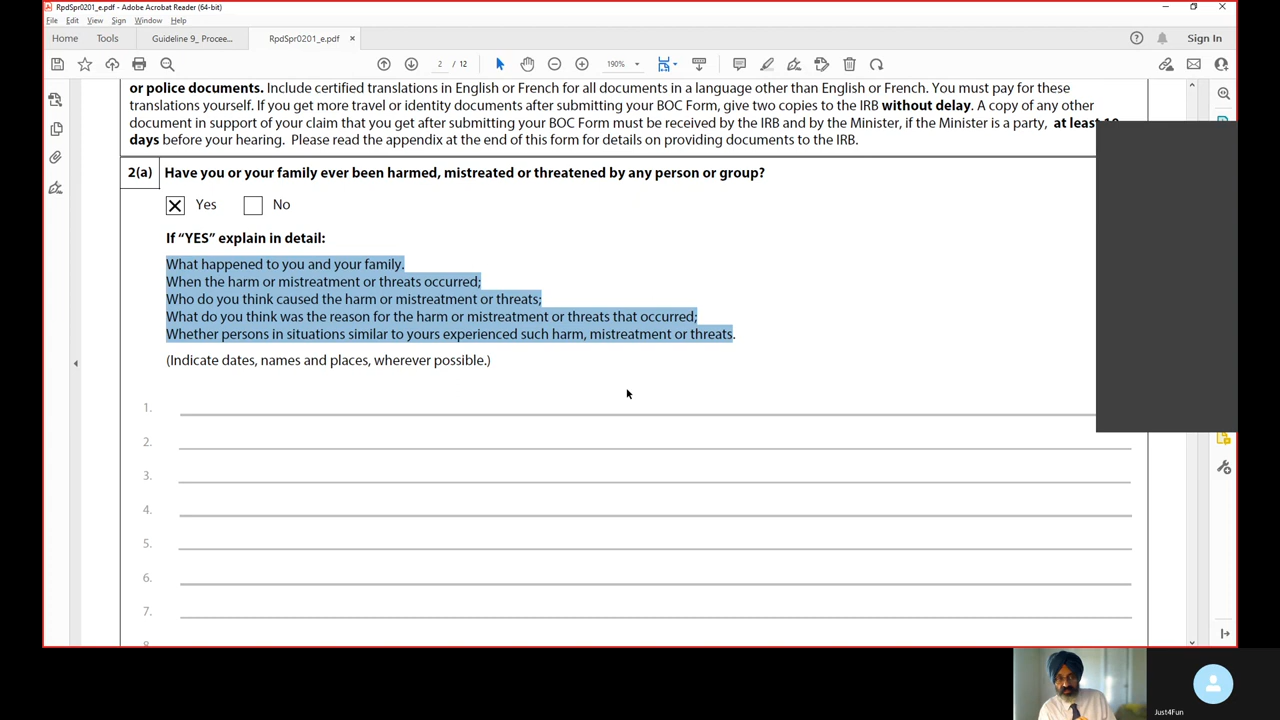 RpdSpr0201_e.pdf - Adobe Acrobat Reader (64-bit)
File Edit View Sign Window Help
Home Tools Guideline 9_ Procee... RpdSpr0201_e.pdf × Sign In
2 / 12 190%
or police documents. Include certified translations in English or French for all documents in a language other than English or French. You must pay for these
translations yourself. If you get more travel or identity documents after submitting your BOC Form, give two copies to the IRB without delay. A copy of any other
document in support of your claim that you get after submitting your BOC Form must be received by the IRB and by the Minister, if the Minister is a party, at least 10
days before your hearing. Please read the appendix at the end of this form for details on providing documents to the IRB.
2(a) Have you or your family ever been harmed, mistreated or threatened by any person or group?
Yes No
If “YES” explain in detail:
What happened to you and your family.
When the harm or mistreatment or threats occurred;
Who do you think caused the harm or mistreatment or threats;
What do you think was the reason for the harm or mistreatment or threats that occurred;
Whether persons in situations similar to yours experienced such harm, mistreatment or threats.
(Indicate dates, names and places, wherever possible.)
1.
2.
3.
4.
5.
6.
7.
8
Just4Fun